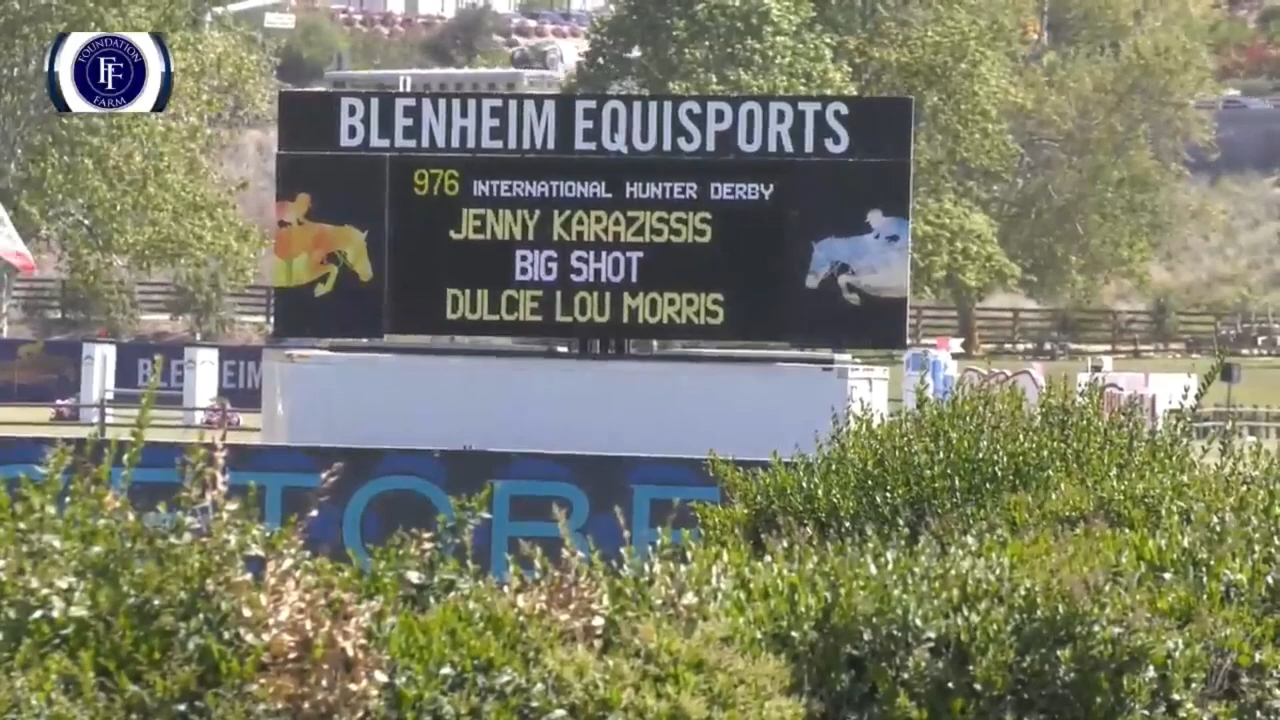 FOUNDATION
FF
FARM
BLENHEIM EQUISPORTS
976 INTERNATIONAL HUNTER DERBY
JENNY KARAZISSIS
BIG SHOT
DULCIE LOU MORRIS